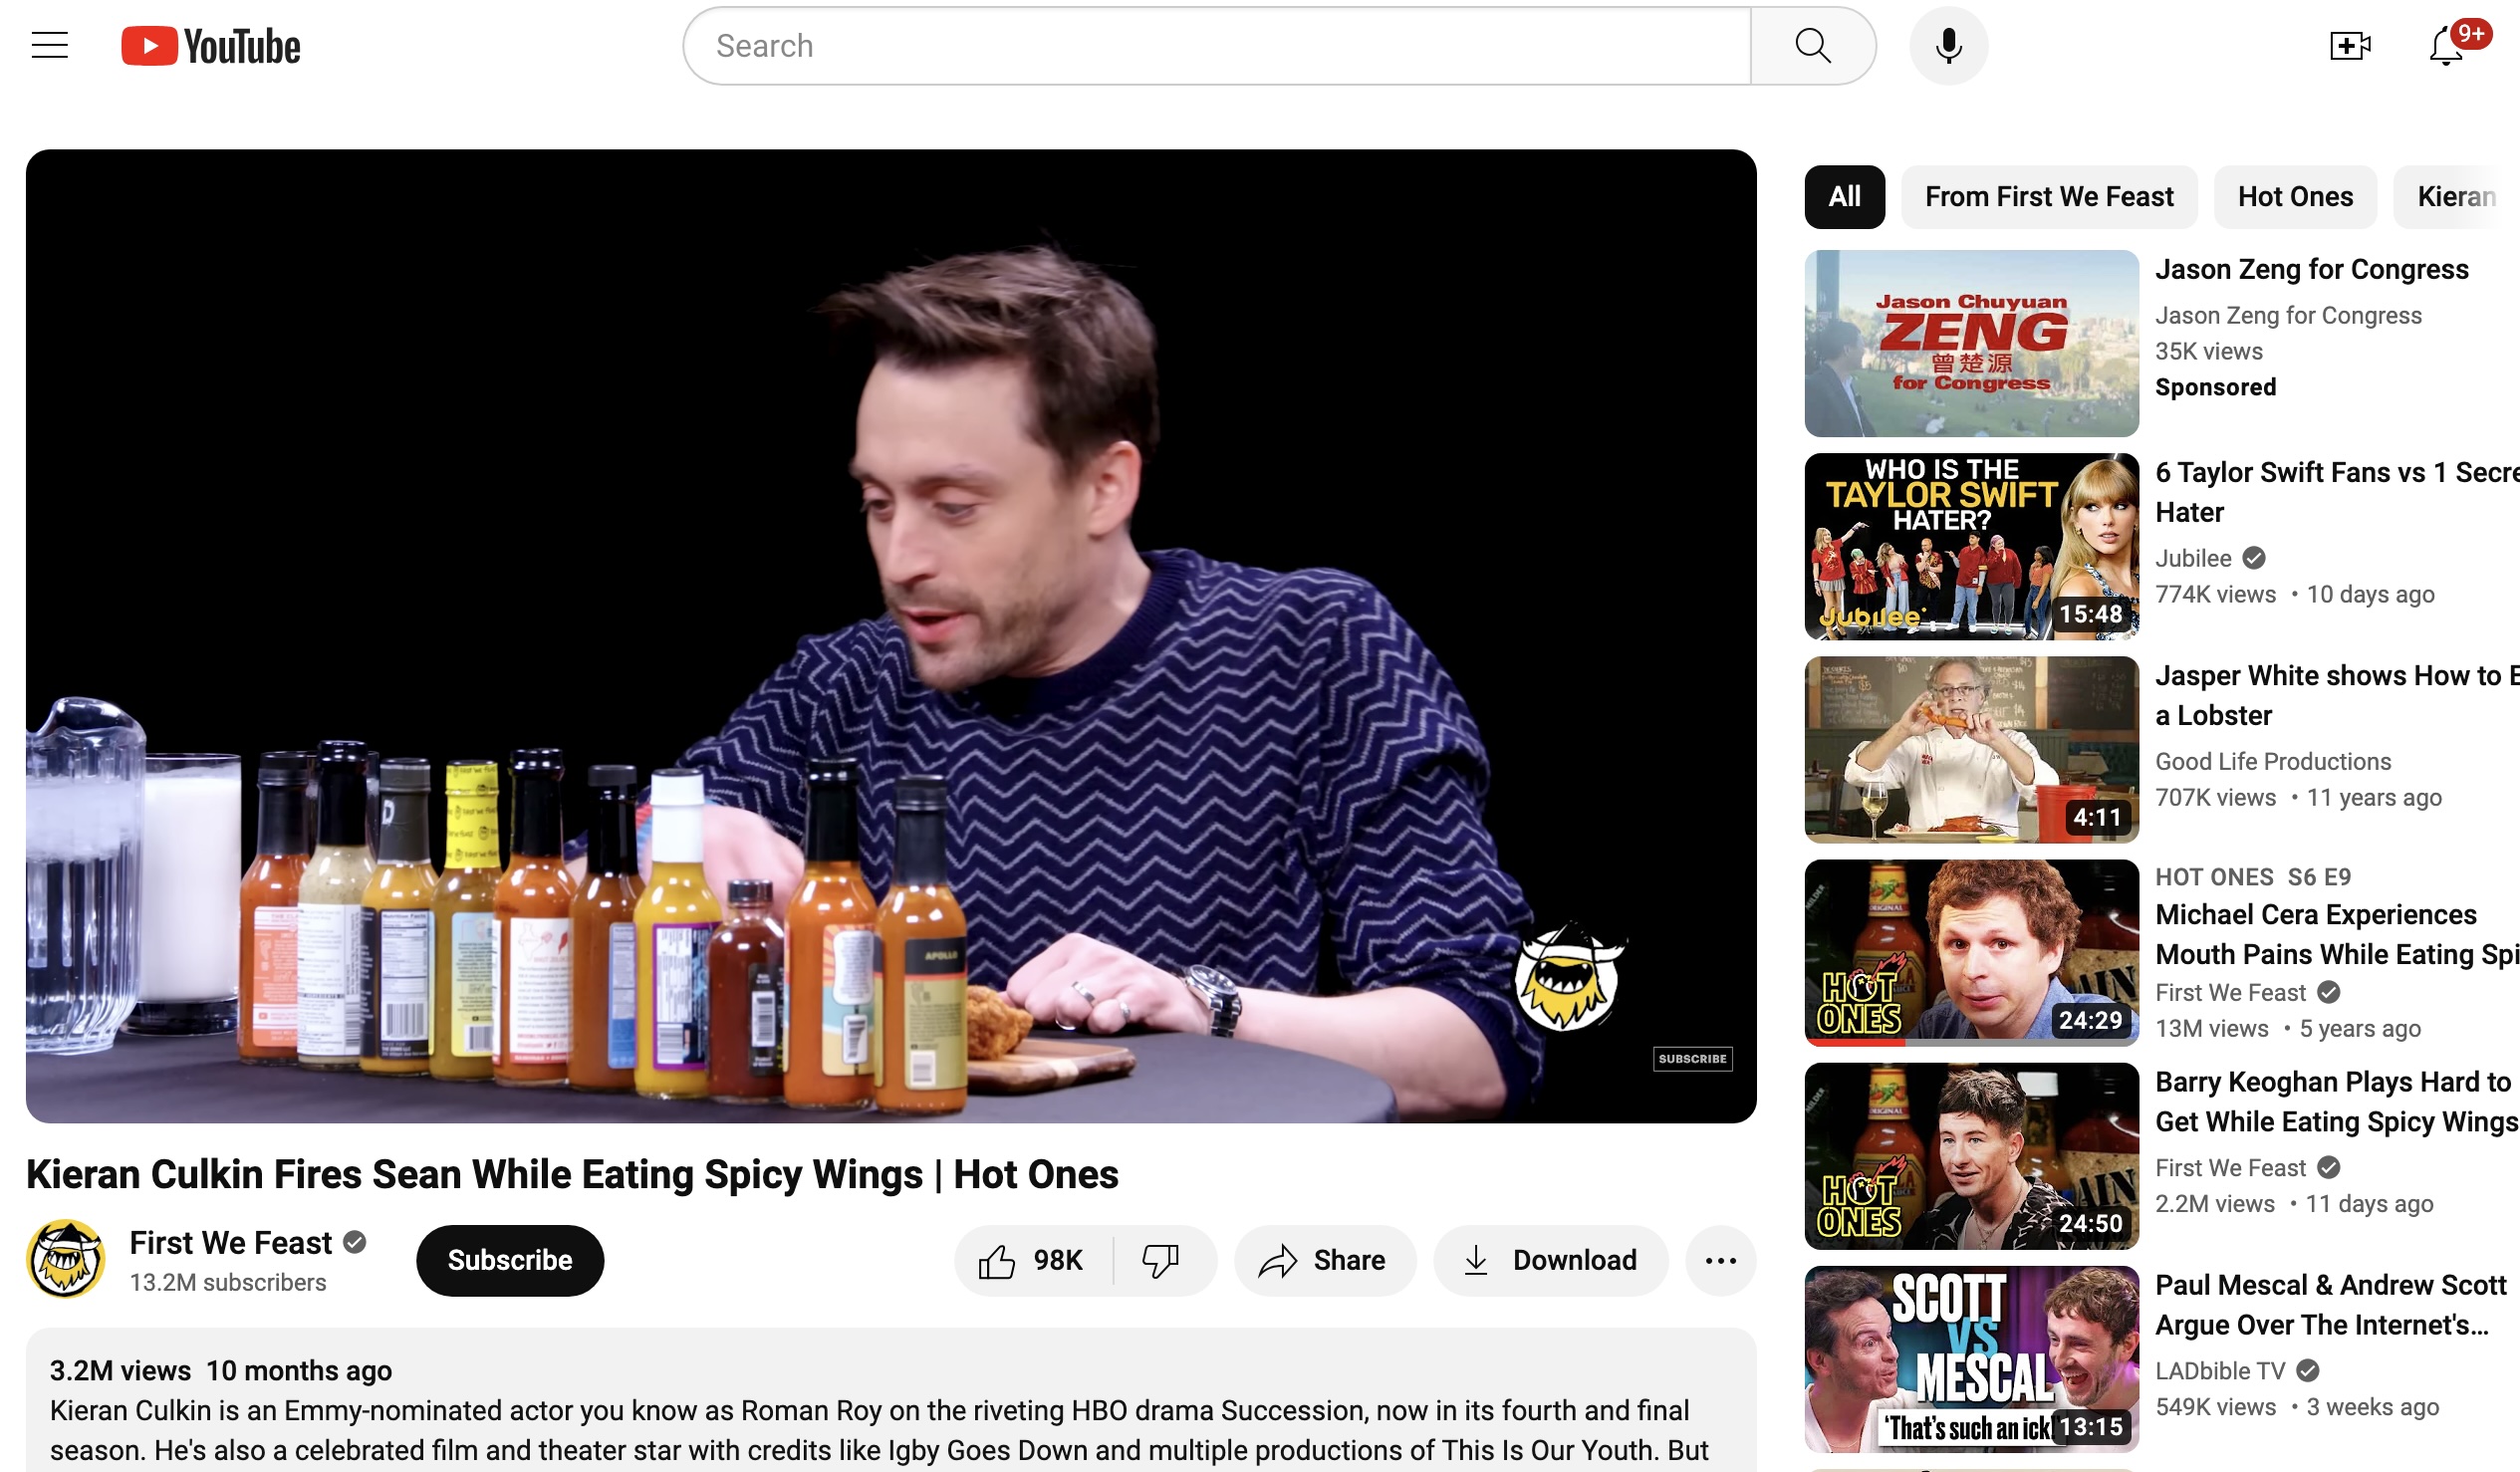 YouTube
Search
9+
APOLLO
SUBSCRIBE
Kieran Culkin Fires Sean While Eating Spicy Wings | Hot Ones
First We Feast
13.2M subscribers
Subscribe
98K
Share
Download
3.2M views 10 months ago
Kieran Culkin is an Emmy-nominated actor you know as Roman Roy on the riveting HBO drama Succession, now in its fourth and final
season. He's also a celebrated film and theater star with credits like Igby Goes Down and multiple productions of This Is Our Youth. But
All
From First We Feast
Hot Ones
Kieran
Jason Chuyuan
ZENG
曾楚源
for Congress
Jason Zeng for Congress
Jason Zeng for Congress
35K views
Sponsored
WHO IS THE
TAYLOR SWIFT
HATER?
Jubilee
15:48
6 Taylor Swift Fans vs 1 Secre
Hater
Jubilee
774K views • 10 days ago
4:11
Jasper White shows How to E
a Lobster
Good Life Productions
707K views • 11 years ago
ORIGINAL
HOT
ONES
24:29
HOT ONES S6 E9
Michael Cera Experiences
Mouth Pains While Eating Spi
First We Feast
13M views • 5 years ago
ORIGINAL
HOT
ONES
24:50
Barry Keoghan Plays Hard to
Get While Eating Spicy Wings
First We Feast
2.2M views • 11 days ago
SCOTT
VS
MESCAL
'That's such an ick!
13:15
Paul Mescal & Andrew Scott
Argue Over The Internet's...
LADbible TV
549K views • 3 weeks ago